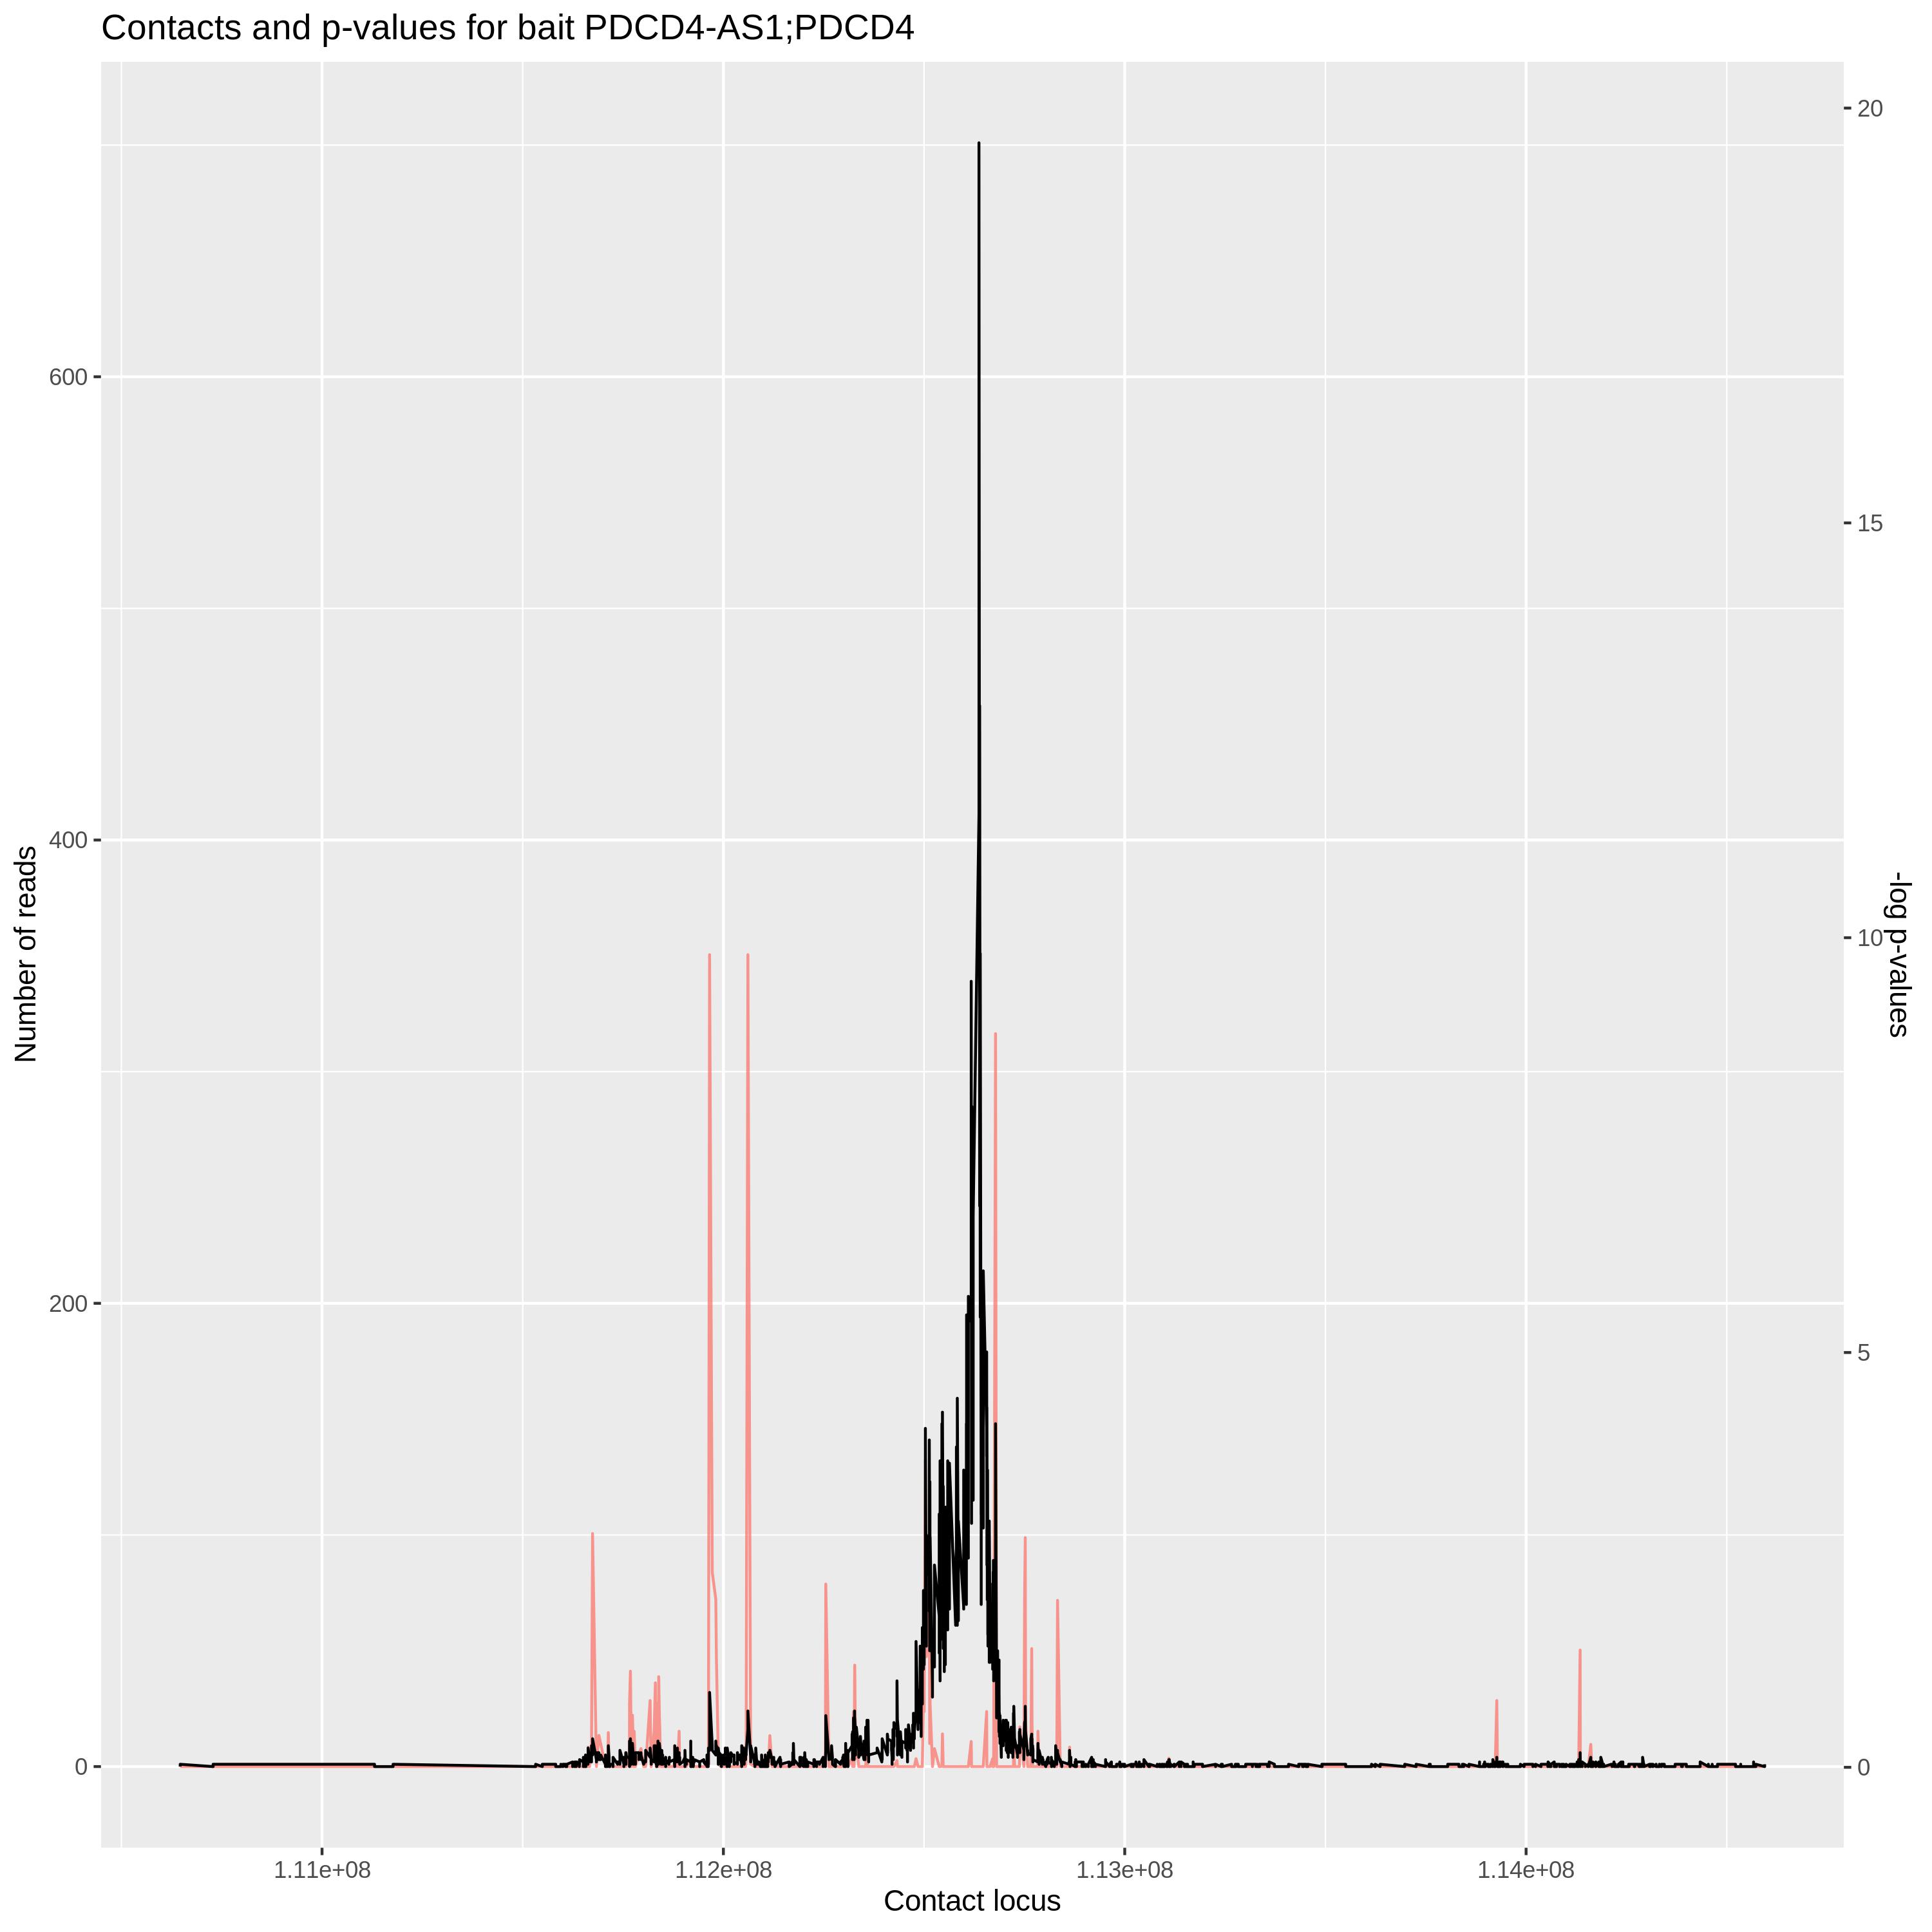 Contacts and p-values for bait PDCD4-AS1;PDCD4
Number of reads
600
400
200
0
20
15
10
5
0
-log p-values
1.11e+08
1.12e+08
1.13e+08
1.14e+08
Contact locus